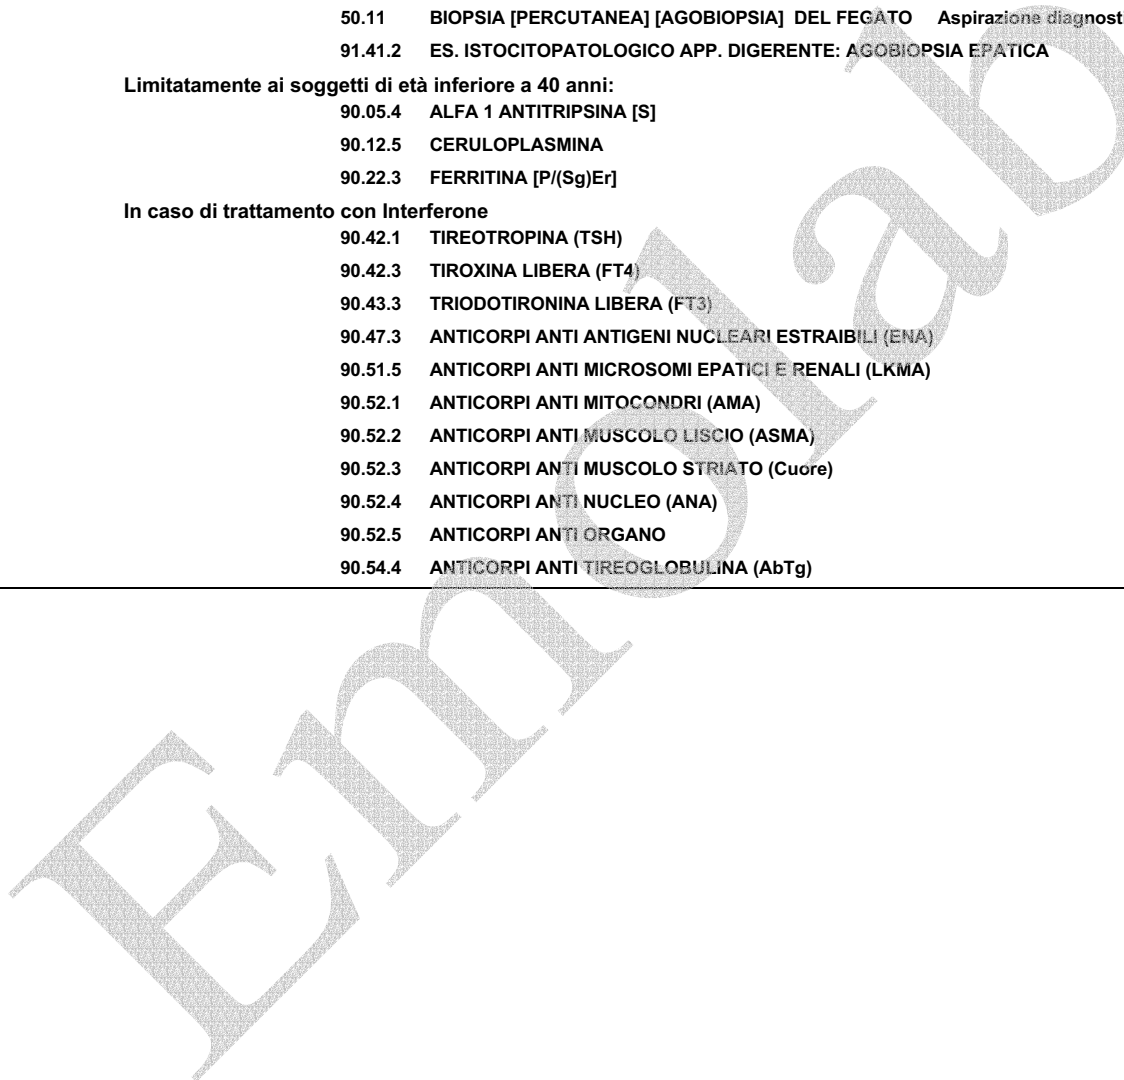 50.11 BIOPSIA [PERCUTANEA] [AGOBIOPSIA] DEL FEGATO Aspirazione diagnosti
91.41.2 ES. ISTOCITOPATOLOGICO APP. DIGERENTE: AGOBIOPSIA EPATICA
Limitatamente ai soggetti di età inferiore a 40 anni:
90.05.4 ALFA 1 ANTITRIPSINA [S]
90.12.5 CERULOPLASMINA
90.22.3 FERRITINA [P/(Sg)Er]
In caso di trattamento con Interferone
90.42.1 TIREOTROPINA (TSH)
90.42.3 TIROXINA LIBERA (FT4)
90.43.3 TRIODOTIRONINA LIBERA (FT3)
90.47.3 ANTICORPI ANTI ANTIGENI NUCLEARI ESTRAIBILI (ENA)
90.51.5 ANTICORPI ANTI MICROSOMI EPATICI E RENALI (LKMA)
90.52.1 ANTICORPI ANTI MITOCONDRI (AMA)
90.52.2 ANTICORPI ANTI MUSCOLO LISCIO (ASMA)
90.52.3 ANTICORPI ANTI MUSCOLO STRIATO (Cuore)
90.52.4 ANTICORPI ANTI NUCLEO (ANA)
90.52.5 ANTICORPI ANTI ORGANO
90.54.4 ANTICORPI ANTI TIREOGLOBULINA (AbTg)
Emolab